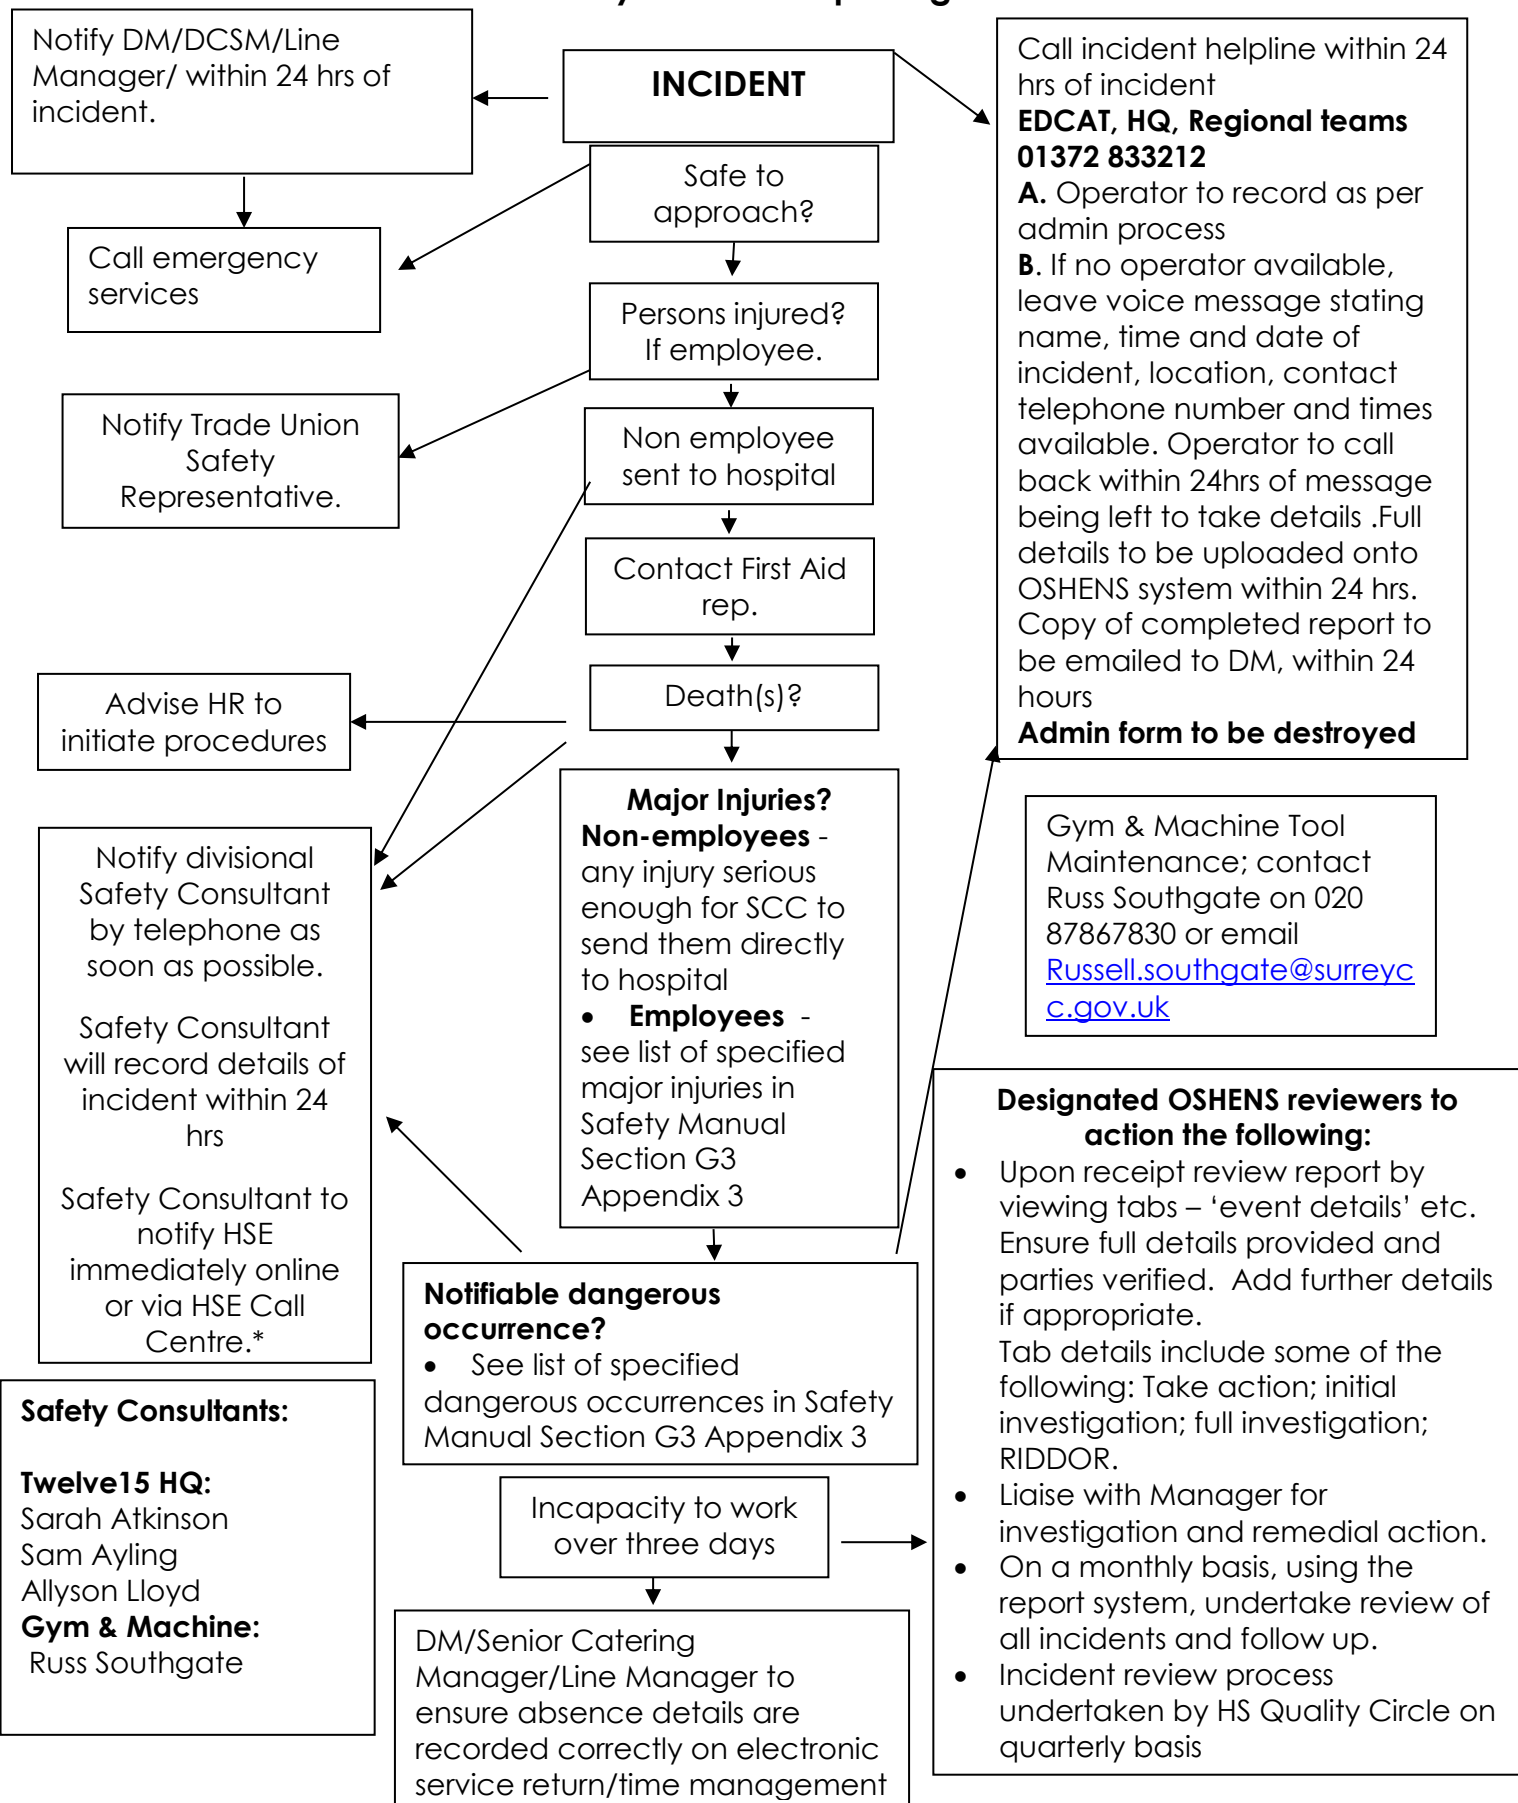 Notify DM/DCSM/Line
Manager/ within 24 hrs of
incident.
INCIDENT
Safe to
approach?
Call emergency
services
Persons injured?
If employee.
Notify Trade Union
Safety
Representative.
Non employee
sent to hospital
Contact First Aid
rep.
Death(s)?
Advise HR to
initiate procedures
Major Injuries?
Non-employees -
any injury serious
enough for SCC to
send them directly
to hospital
• Employees -
see list of specified
major injuries in
Safety Manual
Section G3
Appendix 3
Notify divisional
Safety Consultant
by telephone as
soon as possible.
Safety Consultant
will record details of
incident within 24
hrs
Safety Consultant to
notify HSE
immediately online
or via HSE Call
Centre.*
Notifiable dangerous
occurrence?
• See list of specified
dangerous occurrences in Safety
Manual Section G3 Appendix 3
Safety Consultants:
Twelve15 HQ:
Sarah Atkinson
Sam Ayling
Allyson Lloyd
Gym & Machine:
Russ Southgate
Incapacity to work
over three days
DM/Senior Catering
Manager/Line Manager to
ensure absence details are
recorded correctly on electronic
service return/time management
Call incident helpline within 24
hrs of incident
EDCAT, HQ, Regional teams
01372 833212
A. Operator to record as per
admin process
B. If no operator available,
leave voice message stating
name, time and date of
incident, location, contact
telephone number and times
available. Operator to call
back within 24hrs of message
being left to take details .Full
details to be uploaded onto
OSHENS system within 24 hrs.
Copy of completed report to
be emailed to DM, within 24
hours
Admin form to be destroyed
Gym & Machine Tool
Maintenance; contact
Russ Southgate on 020
87867830 or email
Russell.southgate@surreyc
c.gov.uk
Designated OSHENS reviewers to
action the following:
• Upon receipt review report by
viewing tabs – ‘event details’ etc.
Ensure full details provided and
parties verified. Add further details
if appropriate.
Tab details include some of the
following: Take action; initial
investigation; full investigation;
RIDDOR.
• Liaise with Manager for
investigation and remedial action.
• On a monthly basis, using the
report system, undertake review of
all incidents and follow up.
• Incident review process
undertaken by HS Quality Circle on
quarterly basis